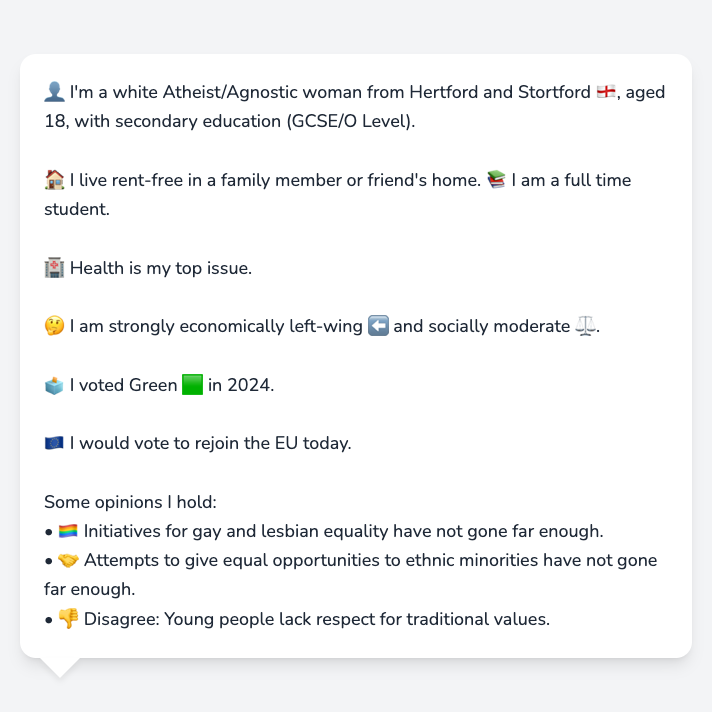 👤 I'm a white Atheist/Agnostic woman from Hertford and Stortford 🏴󠁧󠁢󠁥󠁮󠁧󠁿, aged
18, with secondary education (GCSE/O Level).
🏠 I live rent-free in a family member or friend's home. 📚 I am a full time
student.
🏥 Health is my top issue.
🤔 I am strongly economically left-wing ⬅️ and socially moderate ⚖️.
🗳️ I voted Green 🟩 in 2024.
🇪🇺 I would vote to rejoin the EU today.
Some opinions I hold:
• 🏳️‍🌈 Initiatives for gay and lesbian equality have not gone far enough.
• 🤝 Attempts to give equal opportunities to ethnic minorities have not gone
far enough.
• 👎 Disagree: Young people lack respect for traditional values.